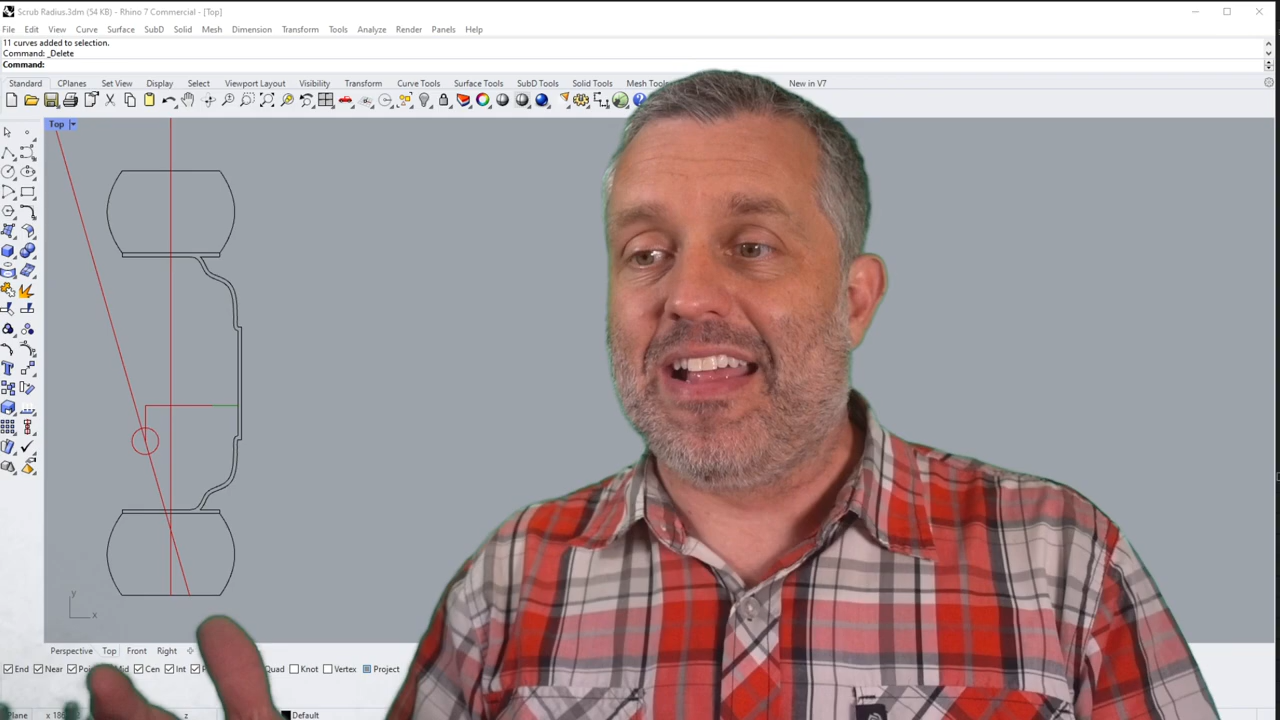 Scrub Radius.3dm (54 KB) - Rhino 7 Commercial - [Top]
File Edit View Curve Surface SubD Solid Mesh Dimension Transform Tools Analyze Render Panels Help
11 curves added to selection.
Command: _Delete
Command:
Standard CPlanes Set View Display Select Viewport Layout Visibility Transform Curve Tools Surface Tools SubD Tools Solid Tools Mesh New in V7
Top
y
x
Perspective Top Front Right
End Near Cen Int Quad Knot Vertex Project
Plane x z Default